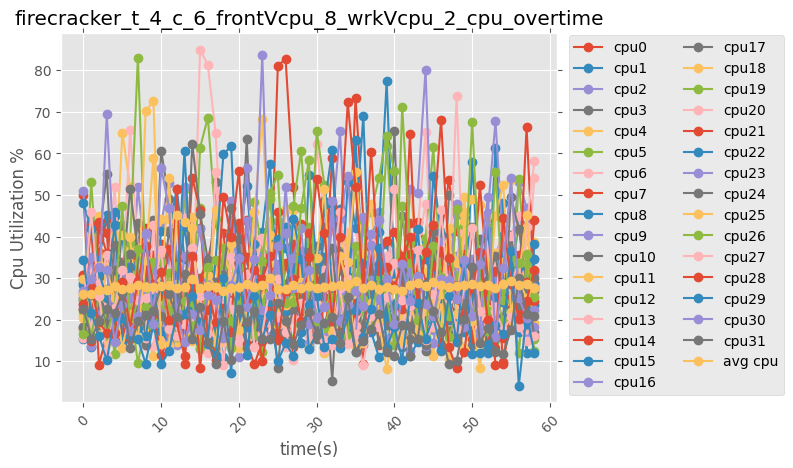 firecracker_t_4_c_6_frontVcpu_8_wrkVcpu_2_cpu_overtime
Cpu Utilization %
80
70
60
50
40
30
20
10
0
10
20
30
40
50
60
time(s)
cpu0
cpu1
cpu2
cpu3
cpu4
cpu5
cpu6
cpu7
cpu8
cpu9
cpu10
cpu11
cpu12
cpu13
cpu14
cpu15
cpu16
cpu17
cpu18
cpu19
cpu20
cpu21
cpu22
cpu23
cpu24
cpu25
cpu26
cpu27
cpu28
cpu29
cpu30
cpu31
avg cpu